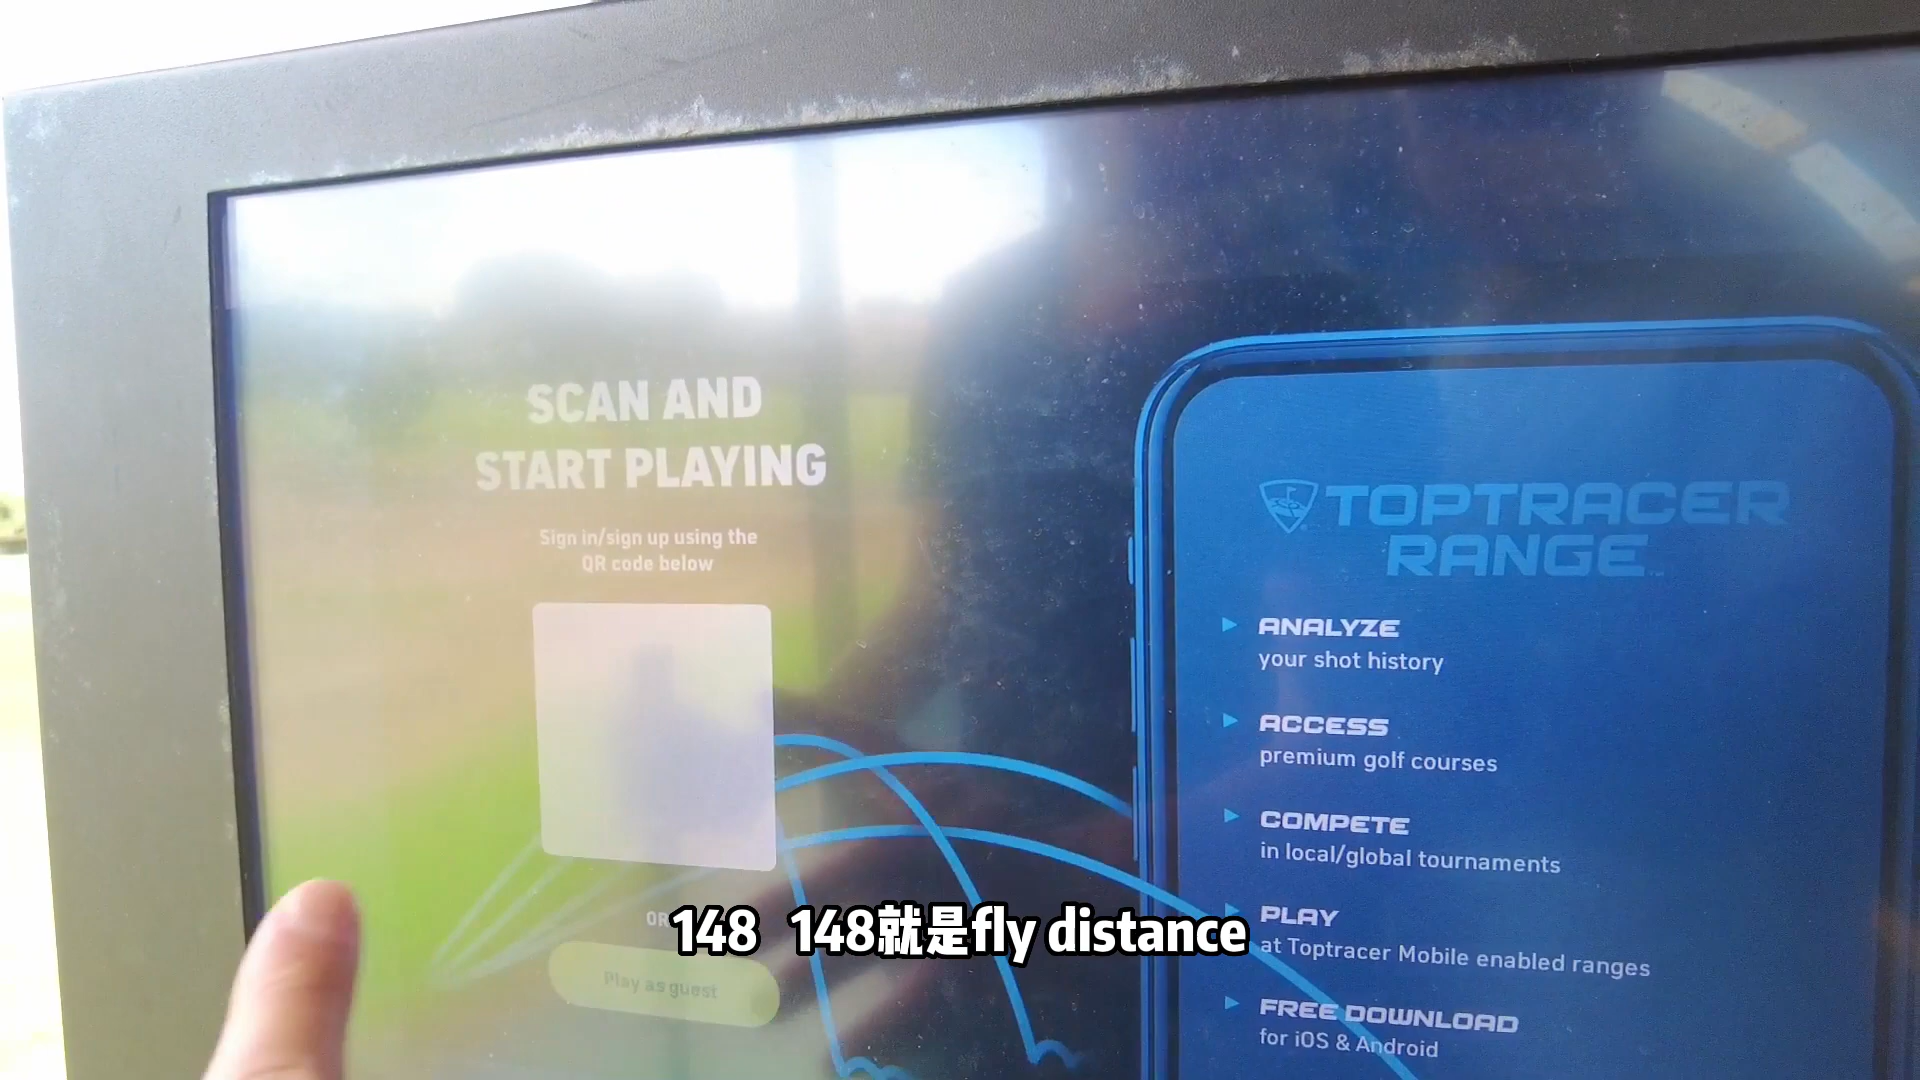 SCAN AND
START PLAYING
Sign in/sign up using the
QR code below
OR
Play as guest
TOPTRACER
RANGE
ANALYZE
your shot history
ACCESS
premium golf courses
COMPETE
in local/global tournaments
PLAY
at Toptracer Mobile enabled ranges
FREE DOWNLOAD
for iOS & Android
148 148就是fly distance